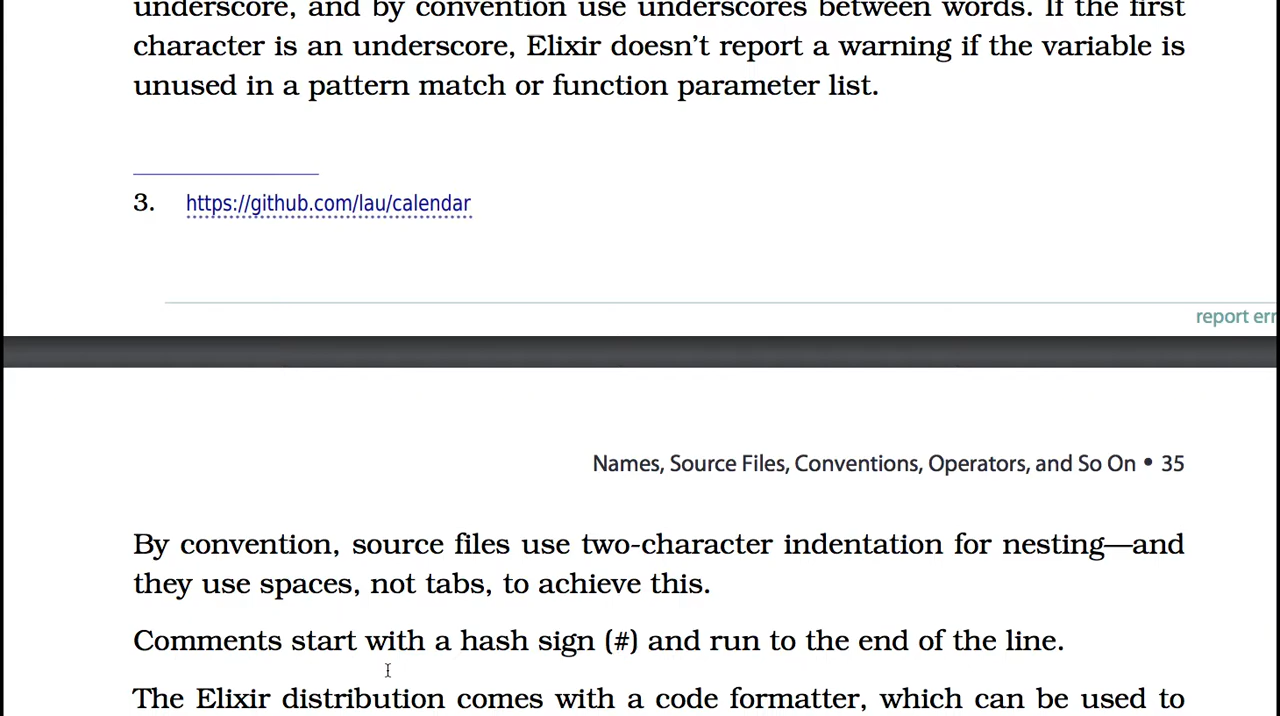 underscore, and by convention use underscores between words. If the first
character is an underscore, Elixir doesn’t report a warning if the variable is
unused in a pattern match or function parameter list.
3. https://github.com/lau/calendar
report err
Names, Source Files, Conventions, Operators, and So On • 35
By convention, source files use two-character indentation for nesting—and
they use spaces, not tabs, to achieve this.
Comments start with a hash sign (#) and run to the end of the line.
The Elixir distribution comes with a code formatter, which can be used to